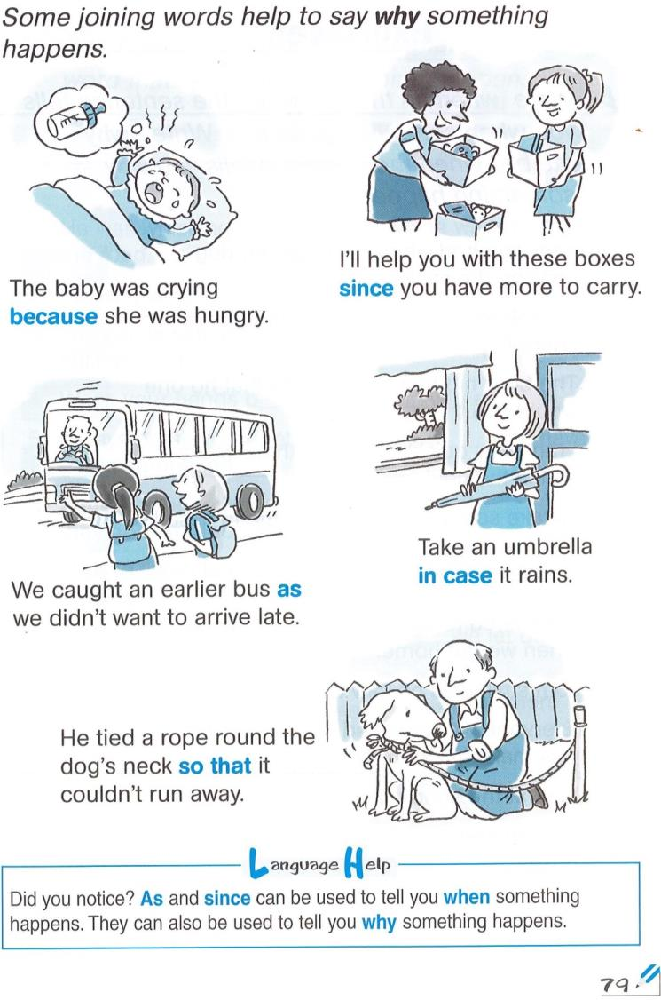 Some joining words help to say why something
happens.
The baby was crying
because she was hungry.
I'll help you with these boxes
since you have more to carry.
We caught an earlier bus as
we didn't want to arrive late.
Take an umbrella
in case it rains.
He tied a rope round the
dog's neck so that it
couldn't run away.
Language Help
Did you notice? As and since can be used to tell you when something
happens. They can also be used to tell you why something happens.
79